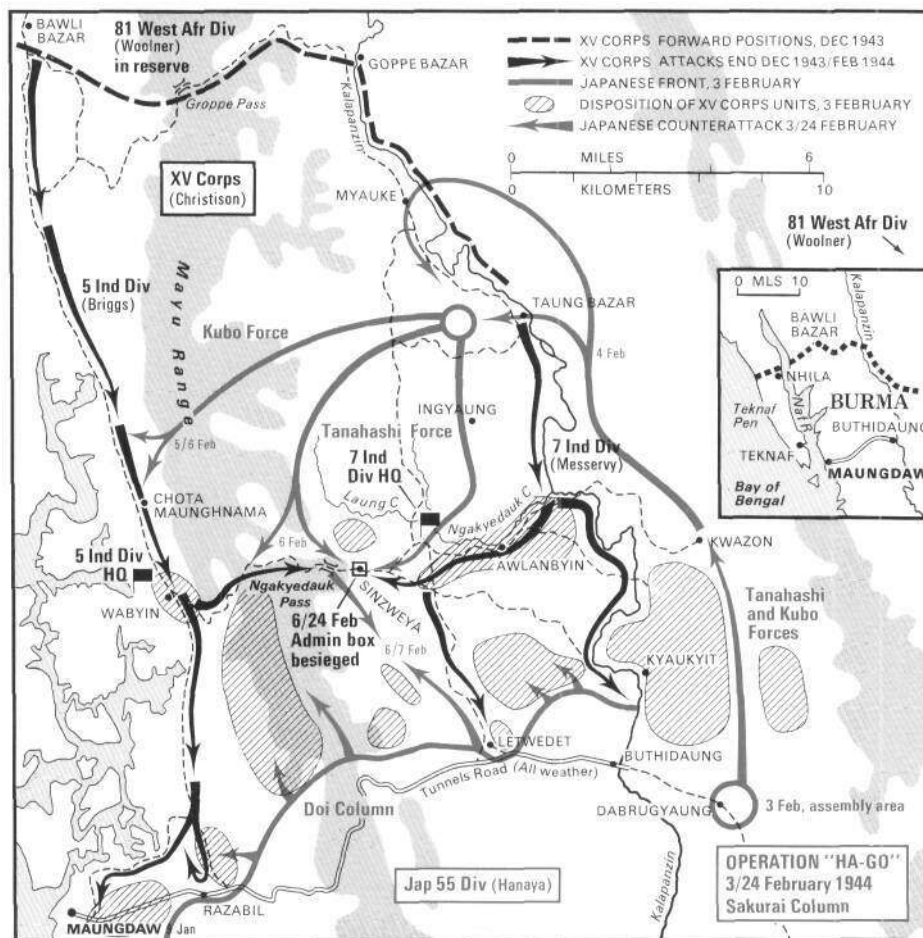 BAWLI
BAZAR
81 West Afr Div
(Woolner)
in reserve
Groppe Pass
GOPPE BAZAR
Kalapanzin
XV CORPS FORWARD POSITIONS, DEC 1943
XV CORPS ATTACKS END DEC 1943/FEB 1944
JAPANESE FRONT, 3 FEBRUARY
DISPOSITION OF XV CORPS UNITS, 3 FEBRUARY
JAPANESE COUNTERATTACK 3/24 FEBRUARY
0 MILES 6
0 KILOMETERS 10
XV Corps
(Christison)
MYAUKE
81 West Afr Div
(Woolner)
5 Ind Div
(Briggs)
Mayu Range
Kubo Force
TAUNG BAZAR
4 Feb
0 MLS 10
Kalapanzin
BAWLI
BAZAR
NHILA
BURMA
Teknaf
Pen
Naf R
BUTHIDAUNG
TEKNAF
MAUNGDAW
Bay of
Bengal
INGYAUNG
Tanahashi Force
5/6 Feb
7 Ind
Div HQ
7 Ind Div
(Messervy)
Laung C
Ngakyedauk C
CHOTA
MAUNGHNAMA
6 Feb
KWAZON
5 Ind Div
HQ
AWLANBYIN
Ngakyedauk
Pass
SINZWEYA
WABYIN
6/24 Feb
Admin box
besieged
Tanahashi
and Kubo
Forces
6/7 Feb
KYAUKYIT
LETWEDET
Tunnels Road (All weather)
BUTHIDAUNG
DABRUGYAUNG
3 Feb, assembly area
Doi Column
Jap 55 Div (Hanaya)
Kalapanzin
OPERATION "HA-GO"
3/24 February 1944
Sakurai Column
RAZABIL
MAUNGDAW
Jan